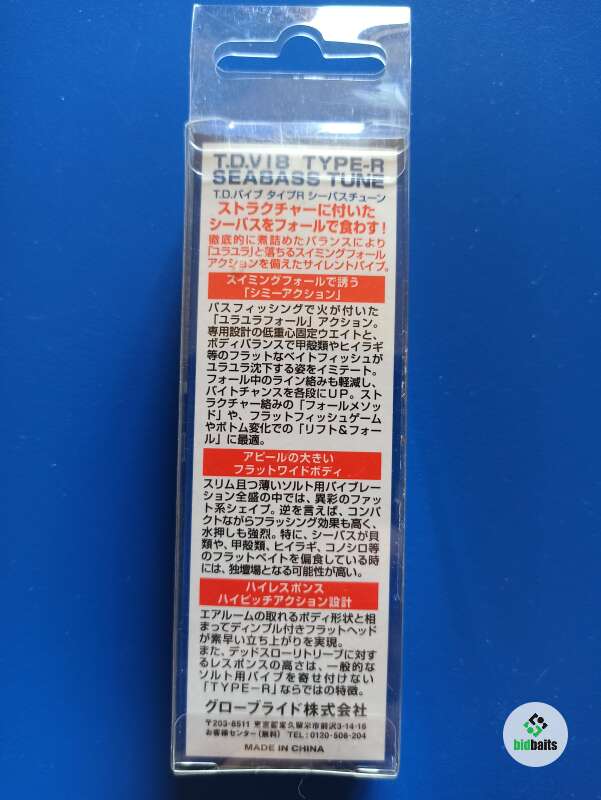 T.D.VIB TYPE-R
SEABASS TUNE
T.D.バイブ タイプR シーバスチューン
ストラクチャーに付いた
シーバスをフォールで食わす!
徹底的に煮詰めたバランスにより
「ユラユラ」と落ちるスイミングフォール
アクションを備えたサイレントバイブ。
スイミングフォールで誘う
「シミーアクション」
バスフィッシングで火が付いた
「ユラユラフォール」アクション。
専用設計の低重心固定ウエイトと、
ボディバランスで甲殻類やヒイラギ
等のフラットなベイトフィッシュが
ユラユラ沈下する姿をイミテート。
フォール中のライン絡みも軽減し、
バイトチャンスを各段にUP。スト
ラクチャー絡みの「フォールメソッ
ド」や、フラットフィッシュゲーム
やボトム変化での「リフト&フォー
ル」に最適。
アピールの大きい
フラットワイドボディ
スリム且つ薄いソルト用バイブレー
ション全盛の中では、異彩のファッ
ト系シェイプ。逆を言えば、コンパ
クトながらフラッシング効果も高く、
水押しも強烈。特に、シーバスが貝
類や、甲殻類、ヒイラギ、コノシロ等
のフラットベイトを偏食している時
には、独壇場となる可能性が高い。
ハイレスポンス
ハイピッチアクション設計
エアルームの取れるボディ形状と相
まってディンプル付きフラットヘッド
が素早い立ち上がりを実現。
また、デッドスローリトリーブに対す
るレスポンスの高さは、一般的な
ソルト用バイブを寄せ付けない
「TYPE-R」ならではの特徴。
グローブライド株式会社
〒203-8511 東京都東久留米市前沢3-14-16
お客様センター(無料) TEL:0120-506-204
MADE IN CHINA
bidbaits